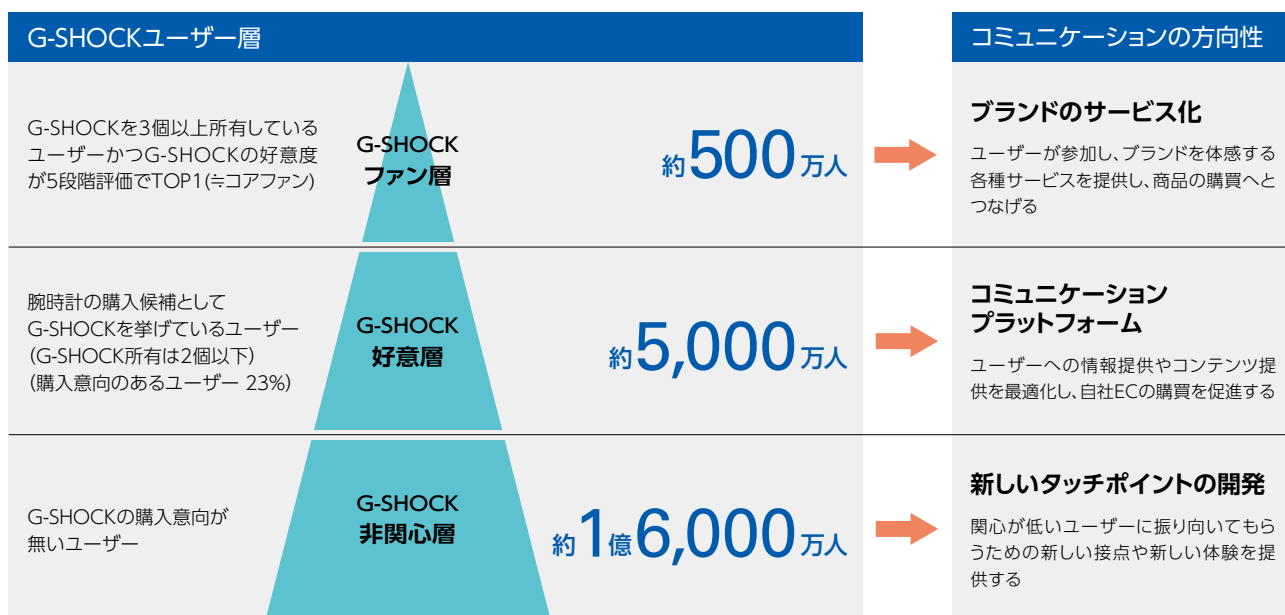 G-SHOCKユーザー層
コミュニケーションの方向性
G-SHOCKを3個以上所有している
ユーザーかつG-SHOCKの好意度
が5段階評価でTOP1(≒コアファン)
G-SHOCK
ファン層
約500万人
ブランドのサービス化
ユーザーが参加し、ブランドを体感する
各種サービスを提供し、商品の購買へと
つなげる
腕時計の購入候補として
G-SHOCKを挙げているユーザー
(G-SHOCK所有は2個以下)
(購入意向のあるユーザー 23%)
G-SHOCK
好意層
約5,000万人
コミュニケーション
プラットフォーム
ユーザーへの情報提供やコンテンツ提
供を最適化し、自社ECの購買を促進する
G-SHOCKの購入意向が
無いユーザー
G-SHOCK
非関心層
約1億6,000万人
新しいタッチポイントの開発
関心が低いユーザーに振り向いてもら
うための新しい接点や新しい体験を提
供する